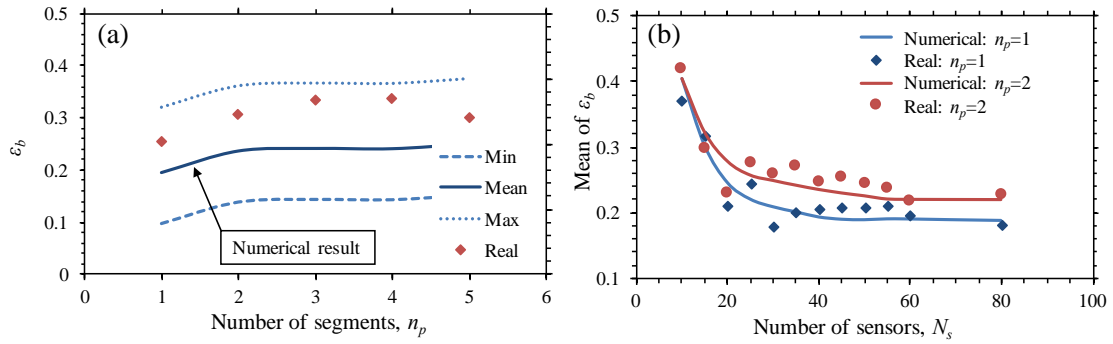 (a)
0.5
0.4
0.3
0.2
0.1
0
ε_b
Min
Mean
Max
Real
Numerical result
0 1 2 3 4 5 6
Number of segments, n_p
(b)
0.5
0.4
0.3
0.2
0.1
Mean of ε_b
Numerical: n_p=1
Real: n_p=1
Numerical: n_p=2
Real: n_p=2
0 20 40 60 80 100
Number of sensors, N_s